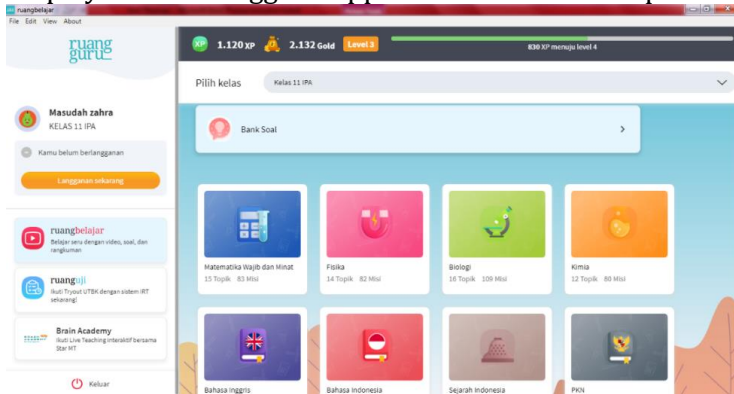 ruangbelajar
File Edit View About
ruang
guru
XP 1.120 XP 2.132 Gold Level 3 830 XP menuju level 4
Pilih kelas Kelas 11 IPA
Masudah zahra
KELAS 11 IPA
Kamu belum berlangganan
Langganan sekarang
Bank Soal
ruangbelajar
Belajar seru dengan video, soal, dan
rangkuman
ruanguji
Ikuti Tryout UTBK dengan sistem IRT
sekarang!
Brain Academy
Ikuti Live Teaching interaktif bersama
Star MT
Keluar
Matematika Wajib dan Minat
15 Topik 83 Misi
Fisika
14 Topik 82 Misi
Biologi
16 Topik 109 Misi
Kimia
12 Topik 80 Misi
Bahasa Inggris
Bahasa Indonesia
Sejarah Indonesia
PKN